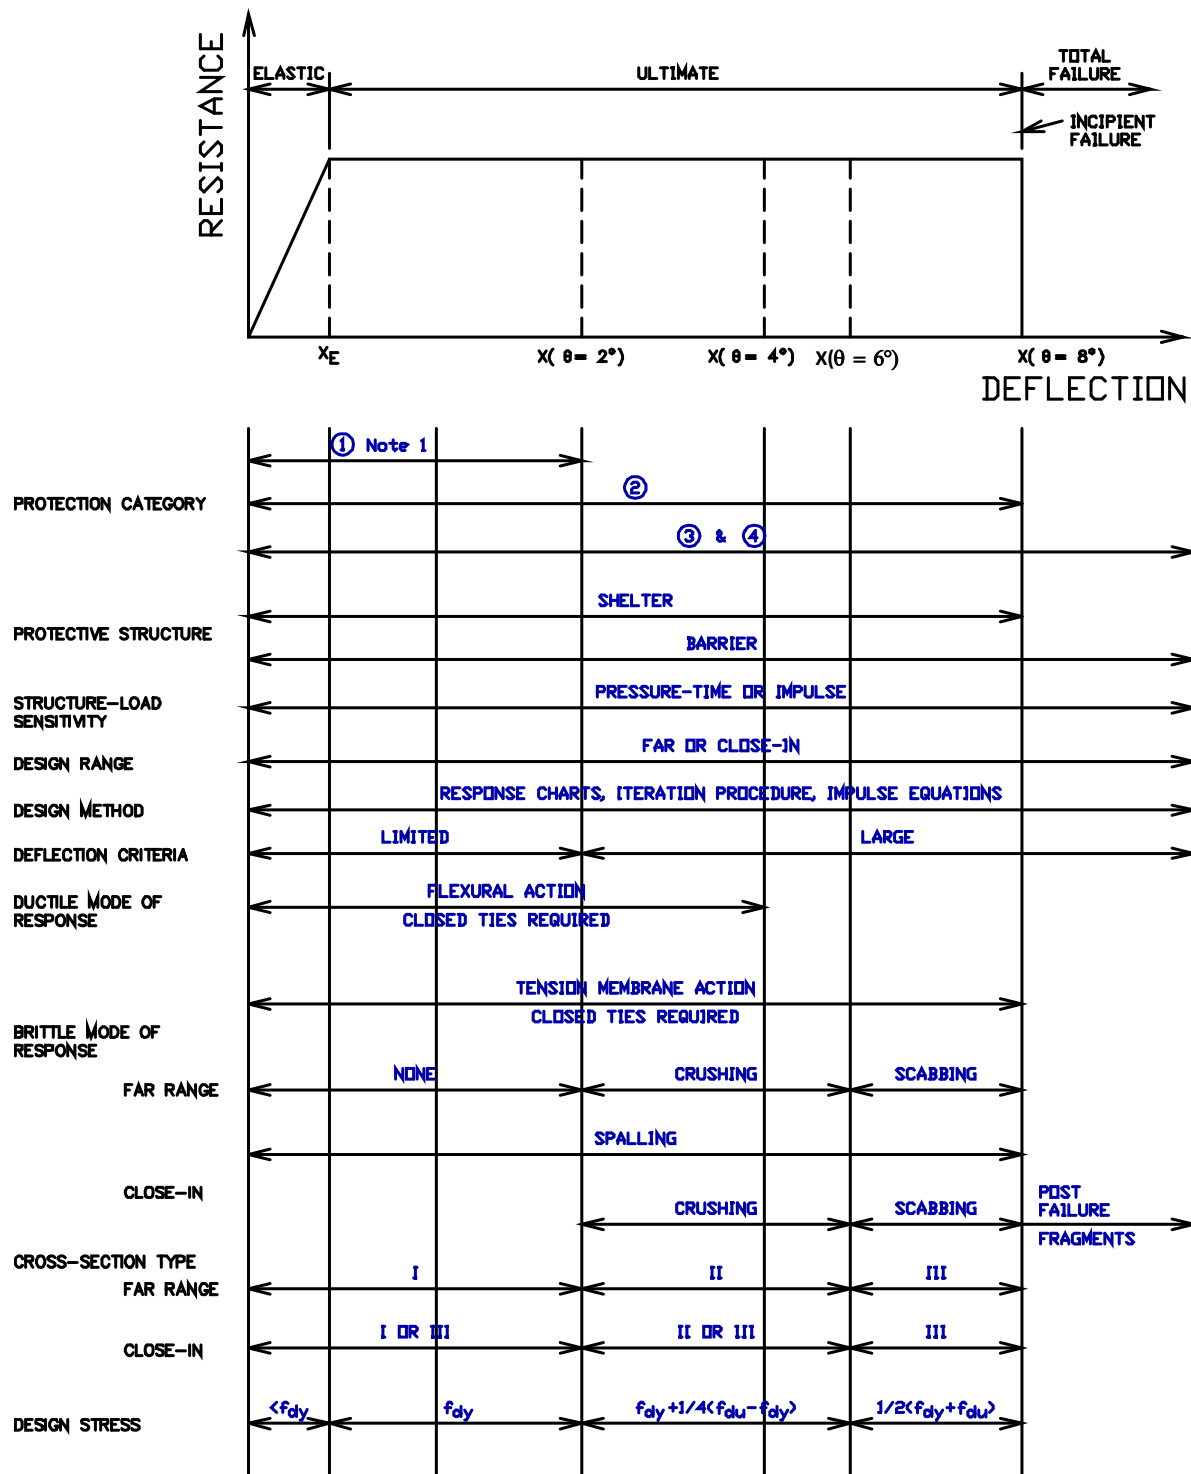 RESISTANCE
ELASTIC
ULTIMATE
TOTAL
FAILURE
INCIPIENT
FAILURE
XE
X( θ= 2°)
X( θ= 4°)
X(θ = 6°)
X( θ= 8°)
DEFLECTION
1 Note 1
PROTECTION CATEGORY
2
3 & 4
SHELTER
PROTECTIVE STRUCTURE
BARRIER
STRUCTURE-LOAD
SENSITIVITY
PRESSURE-TIME OR IMPULSE
DESIGN RANGE
FAR OR CLOSE-IN
DESIGN METHOD
RESPONSE CHARTS, ITERATION PROCEDURE, IMPULSE EQUATIONS
DEFLECTION CRITERIA
LIMITED
LARGE
DUCTILE MODE OF
RESPONSE
FLEXURAL ACTION
CLOSED TIES REQUIRED
TENSION MEMBRANE ACTION
CLOSED TIES REQUIRED
BRITTLE MODE OF
RESPONSE
FAR RANGE
NONE
CRUSHING
SCABBING
SPALLING
CLOSE-IN
CRUSHING
SCABBING
POST
FAILURE
FRAGMENTS
CROSS-SECTION TYPE
FAR RANGE
I
II
III
CLOSE-IN
I OR III
II OR III
III
DESIGN STRESS
<fdy
fdy
fdy+1/4(fdu-fdy)
1/2(fdy+fdu)